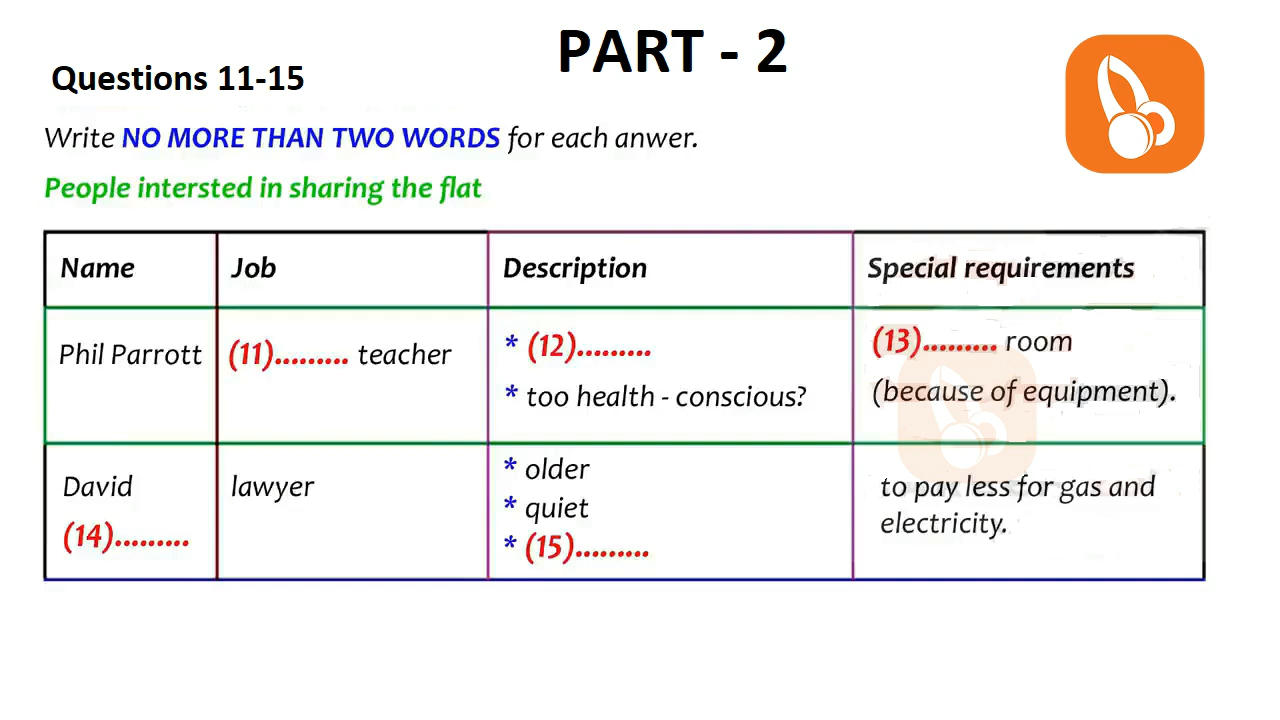 PART - 2
Questions 11-15
Write NO MORE THAN TWO WORDS for each anwer.
People intersted in sharing the flat
Name Job Description Special requirements
Phil Parrott (11)......... teacher * (12)......... (13)......... room
* too health - conscious? (because of equipment).
David lawyer * older to pay less for gas and
* quiet electricity.
(14)......... * (15).........